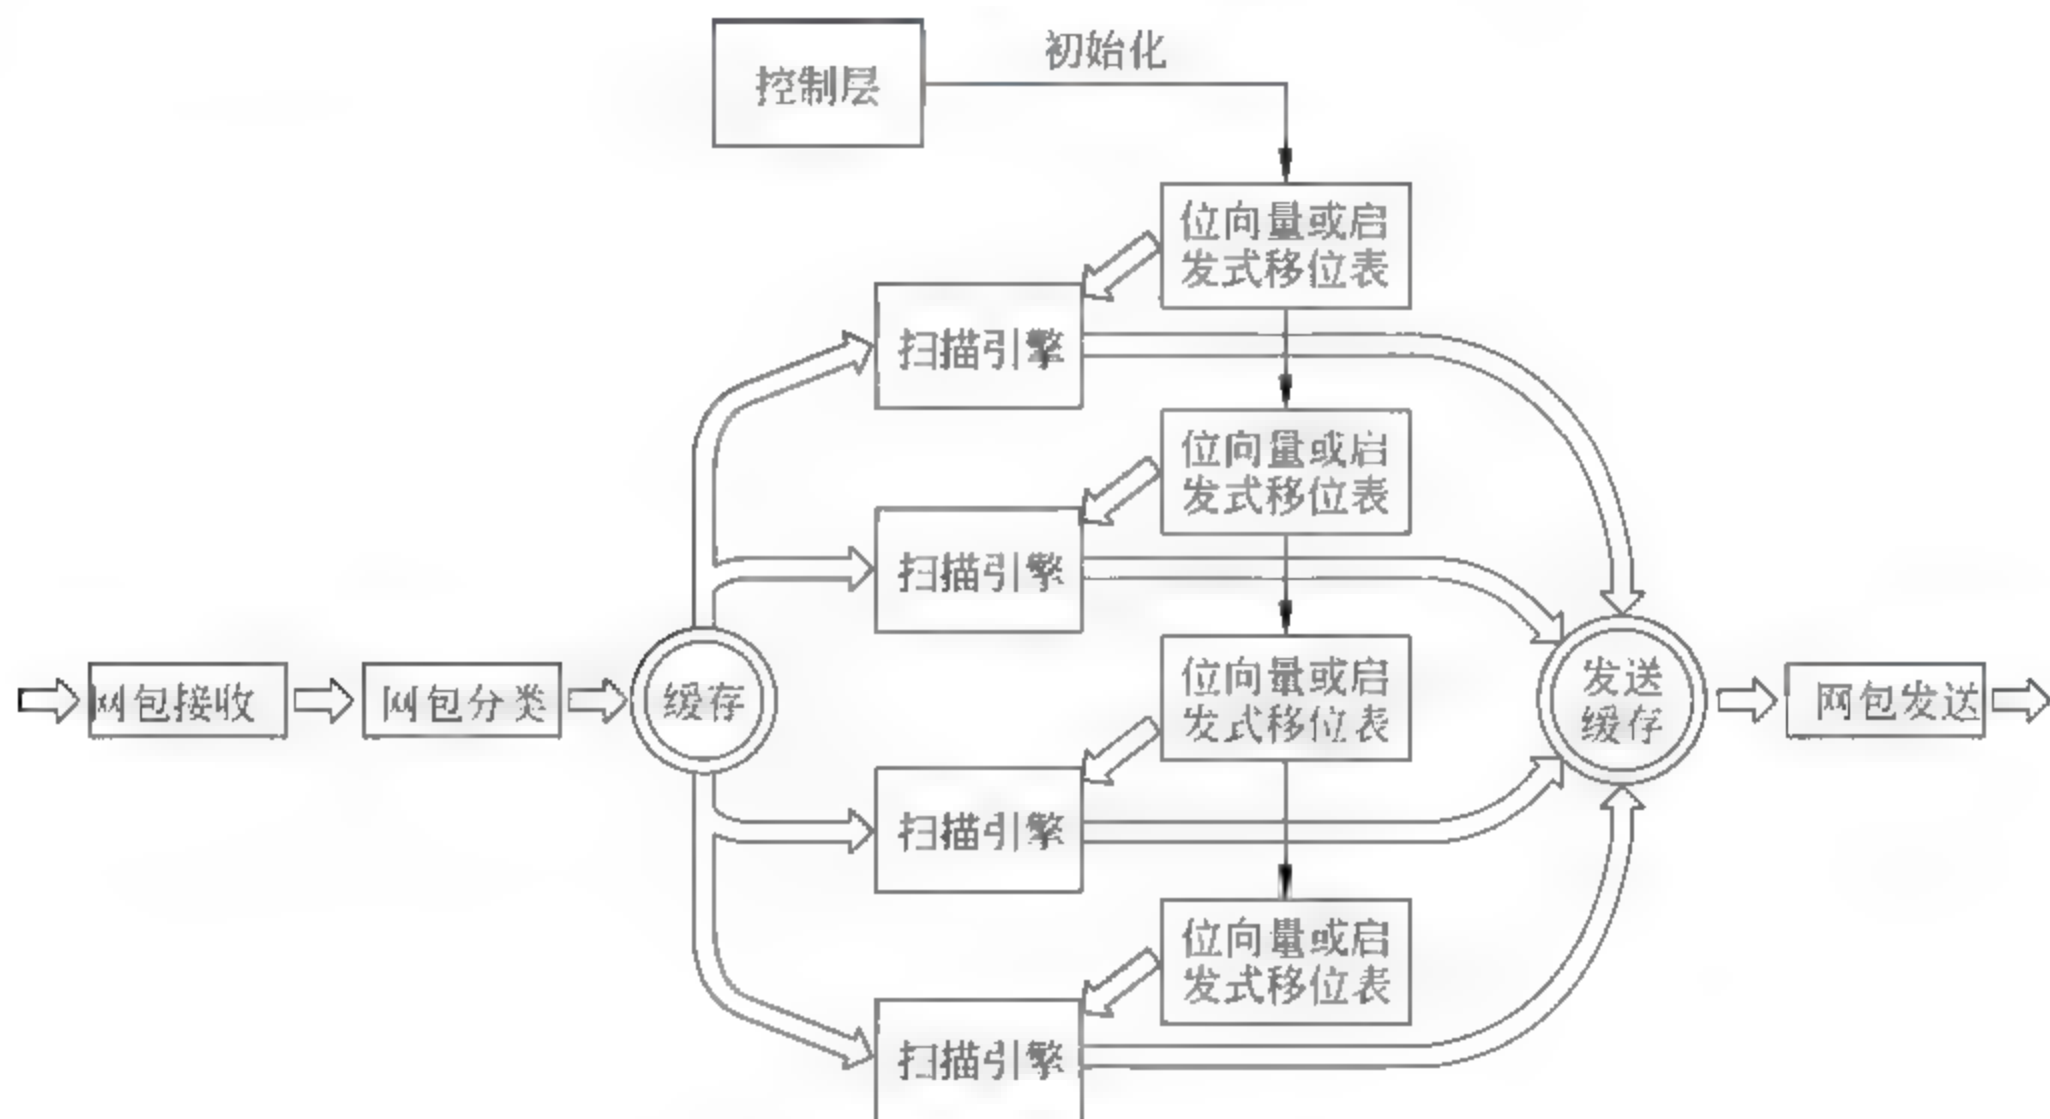 控制层
初始化
位向量或启
发式移位表
扫描引擎
位向量或启
发式移位表
扫描引擎
网包接收
网包分类
缓存
位向量或启
发式移位表
发送
缓存
网包发送
扫描引擎
位向量或启
发式移位表
扫描引擎